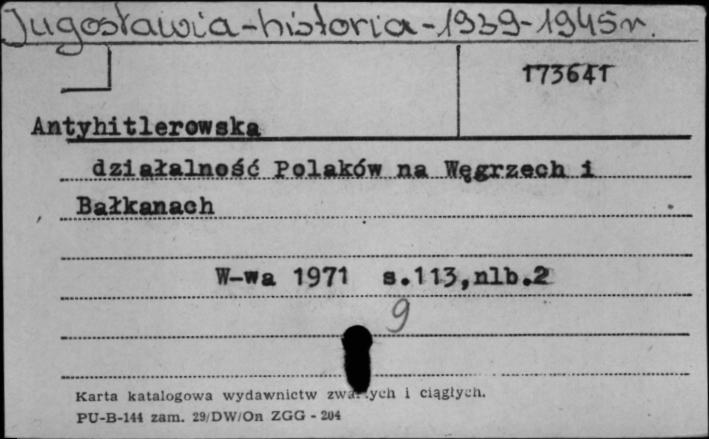 Jugosławia-historia-1939-1945r.
173641
Antyhitlerowska
działalność Polaków na Węgrzech i
Bałkanach
W-wa 1971 s.113,nlb.2
9
Karta katalogowa wydawnictw zwartych i ciągłych.
PU-B-144 zam. 29/DW/On ZGG - 204